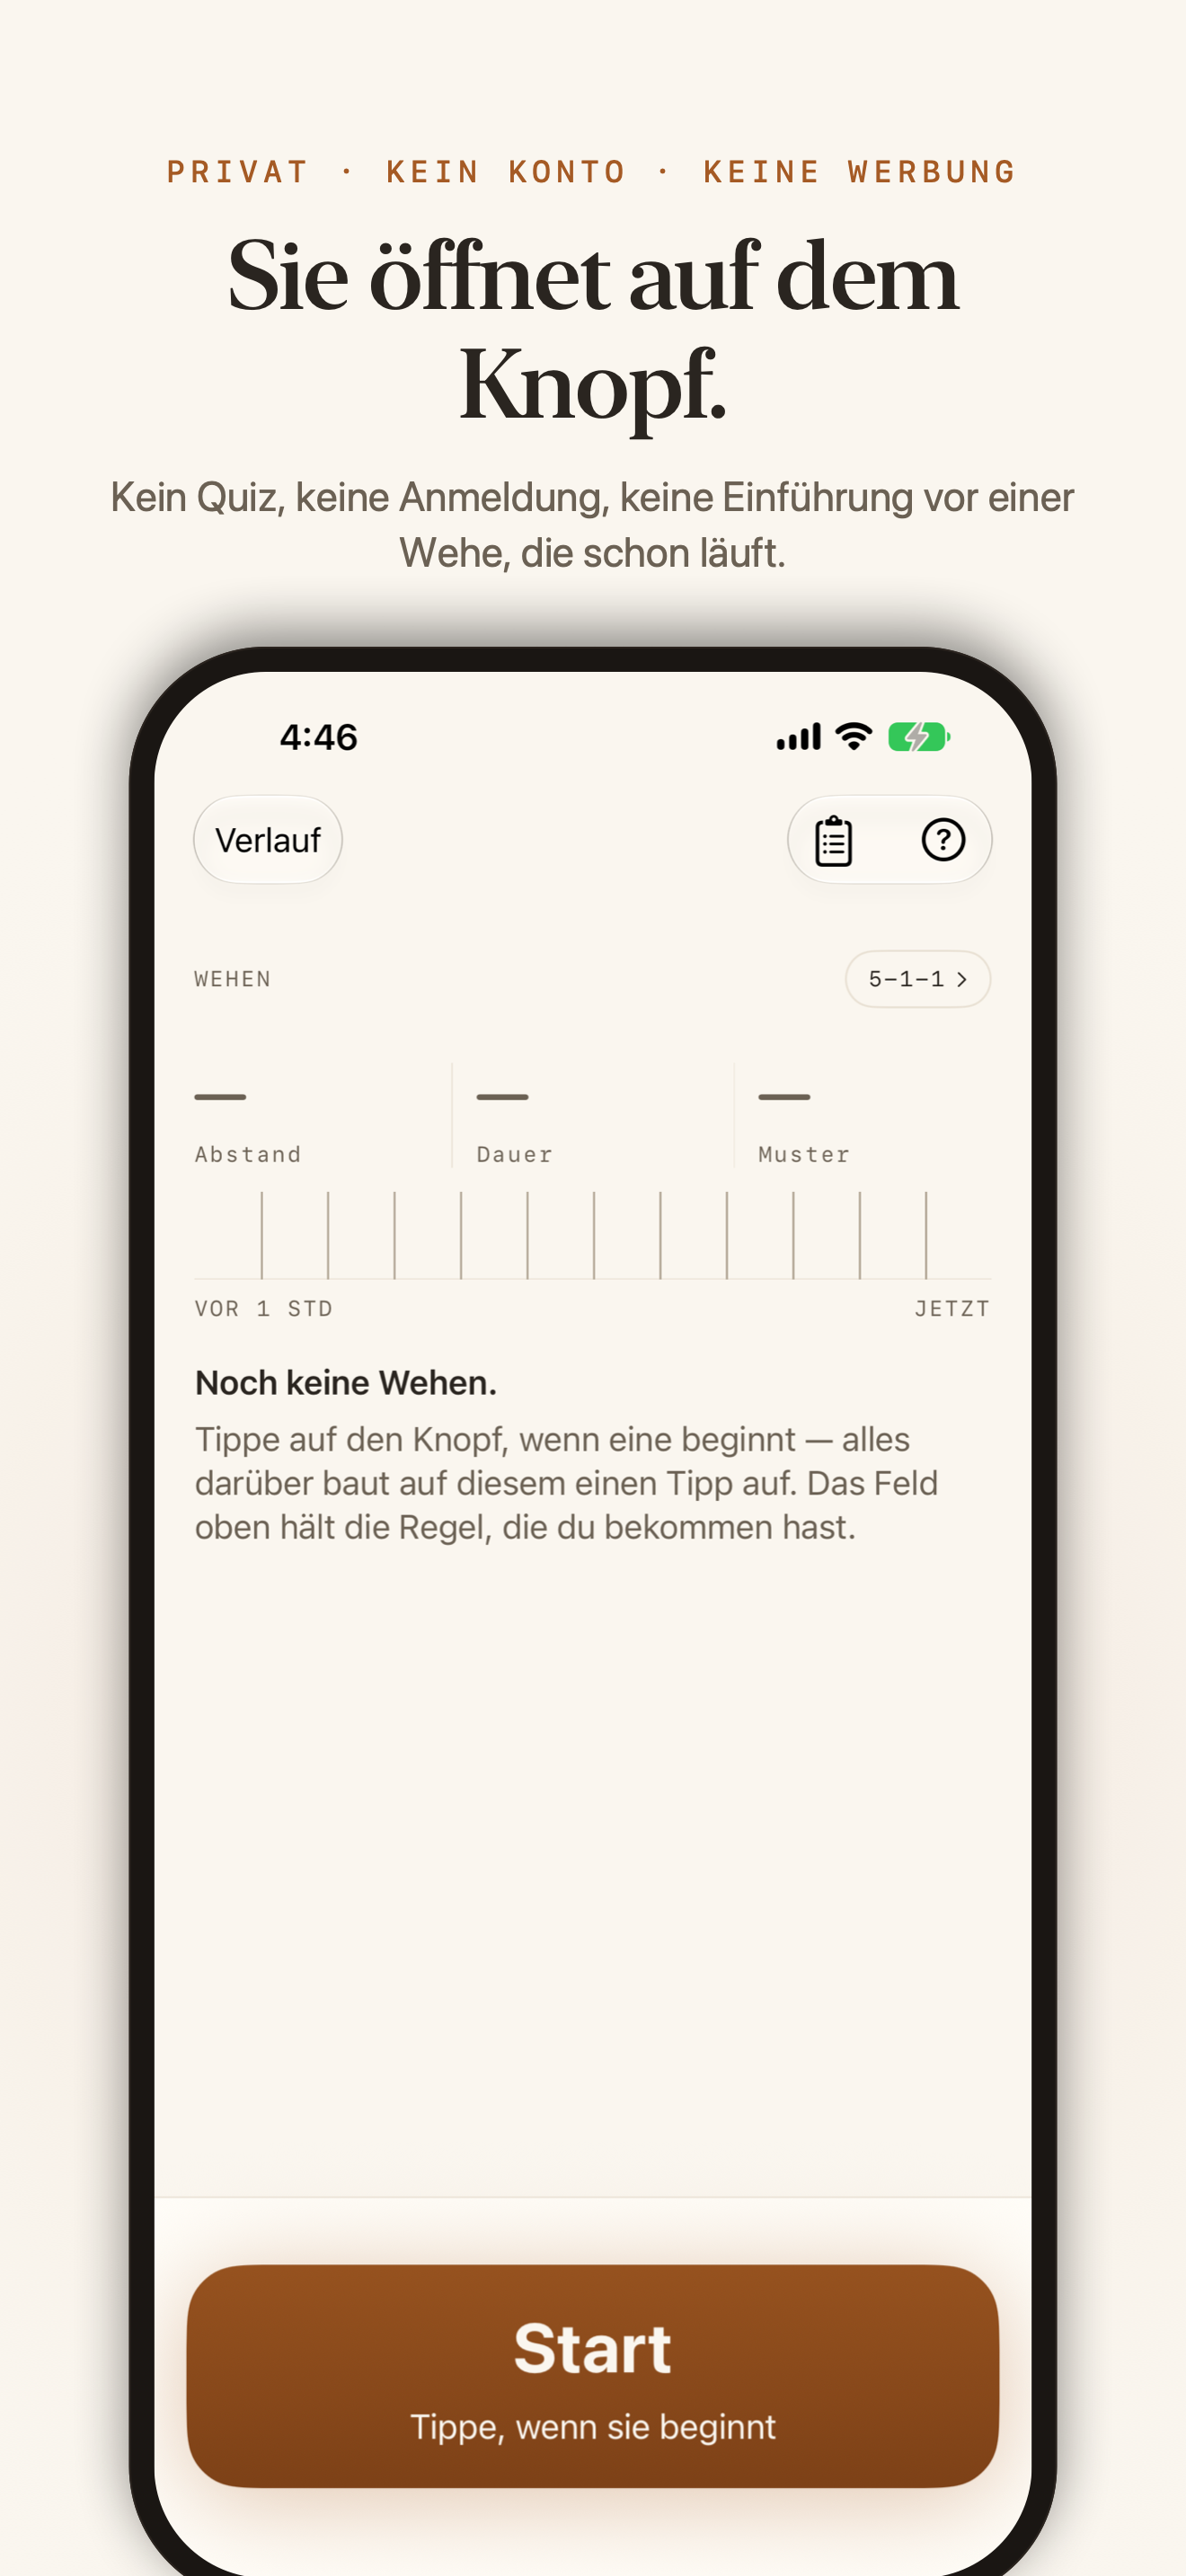 PRIVAT · KEIN KONTO · KEINE WERBUNG
Sie öffnet auf dem
Knopf.
Kein Quiz, keine Anmeldung, keine Einführung vor einer
Wehe, die schon läuft.
4:46
Verlauf
?
WEHEN
5–1–1 >
Abstand
Dauer
Muster
VOR 1 STD
JETZT
Noch keine Wehen.
Tippe auf den Knopf, wenn eine beginnt — alles
darüber baut auf diesem einen Tipp auf. Das Feld
oben hält die Regel, die du bekommen hast.
Start
Tippe, wenn sie beginnt